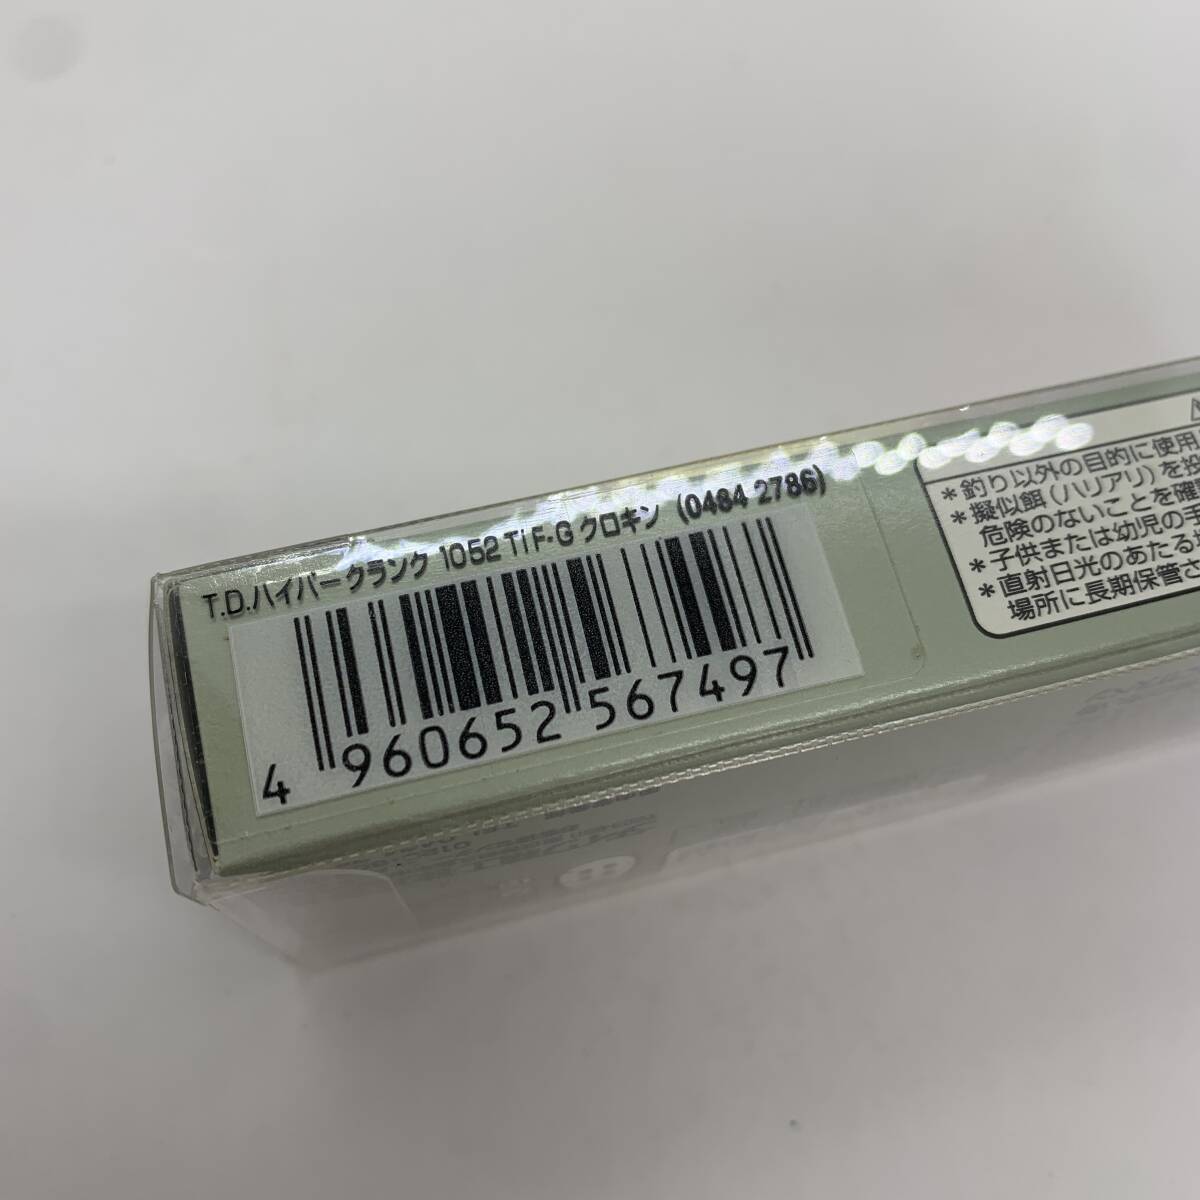 T.D.ハイパークランク 1052 Ti F-G クロキン (0484 2786)
4 960652 567497
*釣り以外の目的に使用
*擬似餌(ハリアリ)を投
危険のないことを確認
*子供または幼児の手
*直射日光のあたる場
場所に長期保管さ